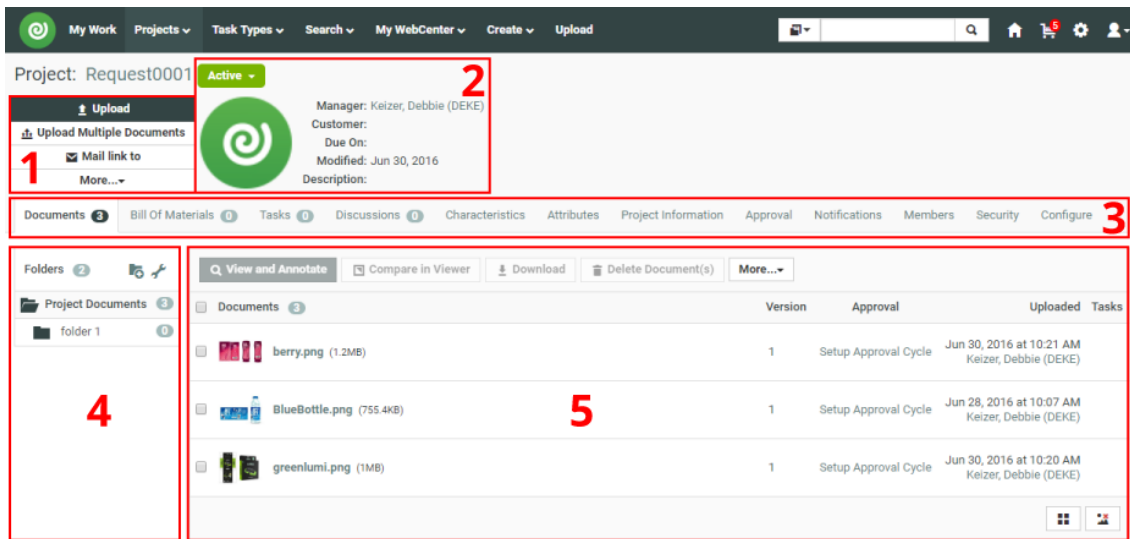 My Work Projects Task Types Search My WebCenter Create Upload 5
Project: Request0001 Active 2
Upload
Upload Multiple Documents
Mail link to
More...
1
Manager: Keizer, Debbie (DEKE)
Customer:
Due On:
Modified: Jun 30, 2016
Description:
Documents 3 Bill Of Materials 0 Tasks 0 Discussions 0 Characteristics Attributes Project Information Approval Notifications Members Security Configure 3
Folders 2
Project Documents 3
folder 1 0
4
View and Annotate Compare in Viewer Download Delete Document(s) More...
Documents 3 Version Approval Uploaded Tasks
berry.png (1.2MB) 1 Setup Approval Cycle Jun 30, 2016 at 10:21 AM
Keizer, Debbie (DEKE)
BlueBottle.png (755.4KB) 1 Setup Approval Cycle Jun 28, 2016 at 10:07 AM
Keizer, Debbie (DEKE)
5
greenlumi.png (1MB) 1 Setup Approval Cycle Jun 30, 2016 at 10:20 AM
Keizer, Debbie (DEKE)